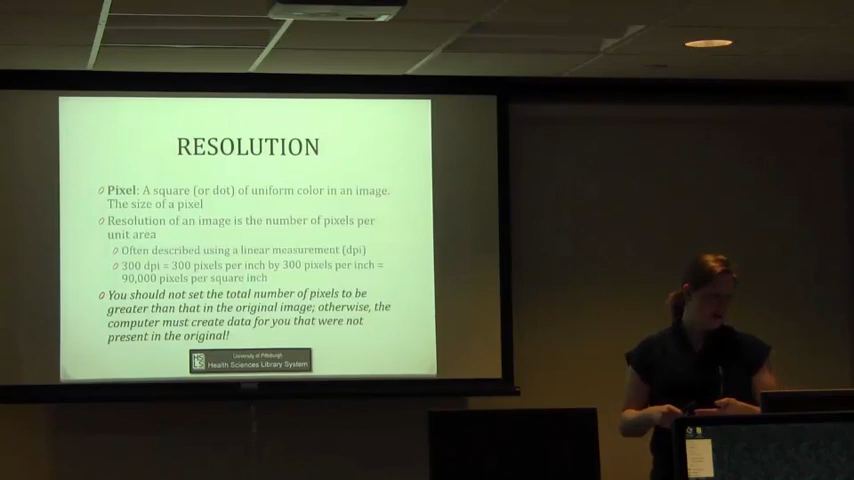 RESOLUTION
Pixel: A square (or dot) of uniform color in an image.
The size of a pixel
Resolution of an image is the number of pixels per
unit area
Often described using a linear measurement (dpi)
300 dpi = 300 pixels per inch by 300 pixels per inch =
90,000 pixels per square inch
You should not set the total number of pixels to be
greater than that in the original image; otherwise, the
computer must create data for you that were not
present in the original!
University of Pittsburgh
Health Sciences Library System